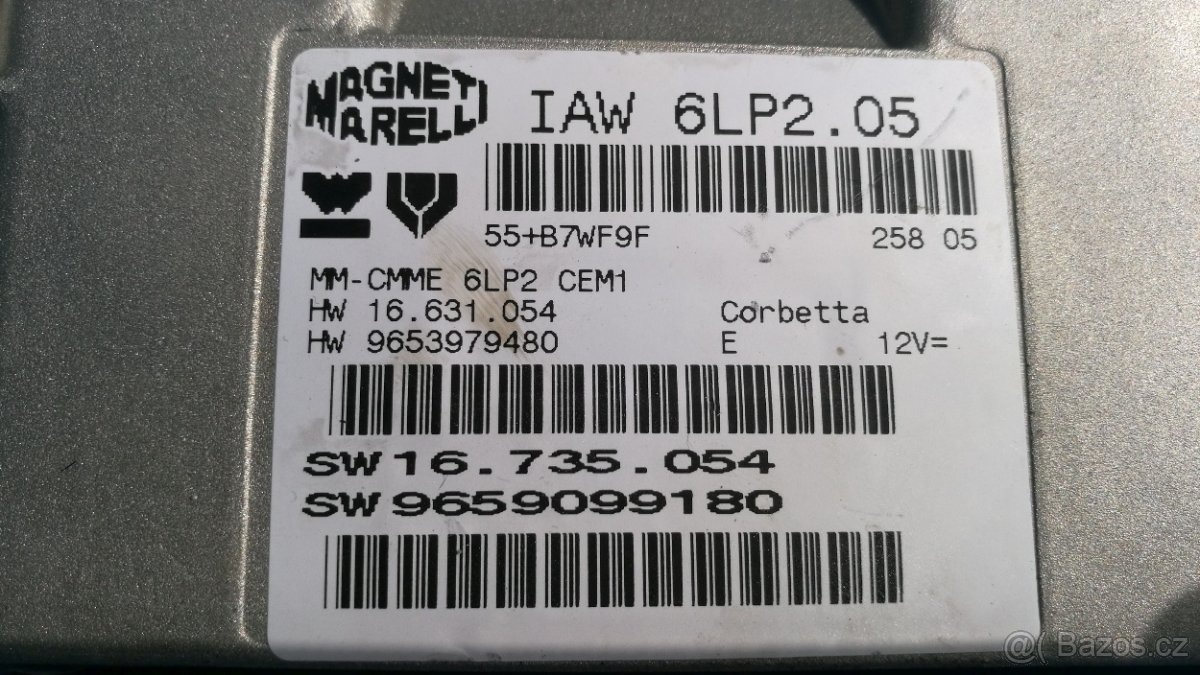 MAGNETI
MARELLI
IAW 6LP2.05
55+B7WF9F 258 05
MM-CMME 6LP2 CEM1
HW 16.631.054 Corbetta
HW 9653979480 E 12V=
SW 16.735.054
SW 9659099180
@( Bazos.cz